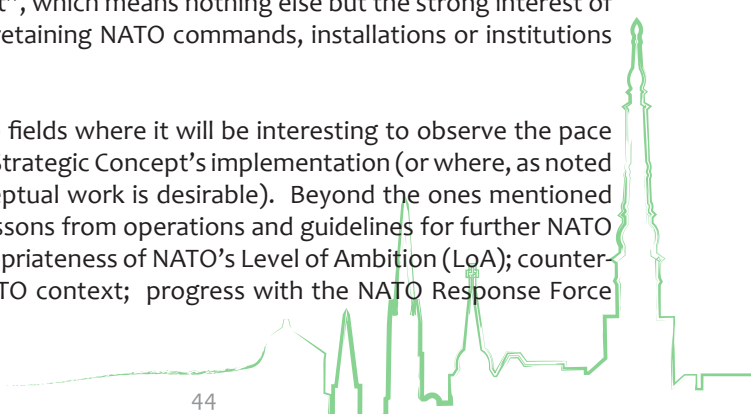 t”, which means nothing else but the strong interest of
retaining NATO commands, installations or institutions
fields where it will be interesting to observe the pace
Strategic Concept’s implementation (or where, as noted
eptual work is desirable). Beyond the ones mentioned
ssons from operations and guidelines for further NATO
priateness of NATO’s Level of Ambition (LoA); counter-
TO context; progress with the NATO Response Force
44